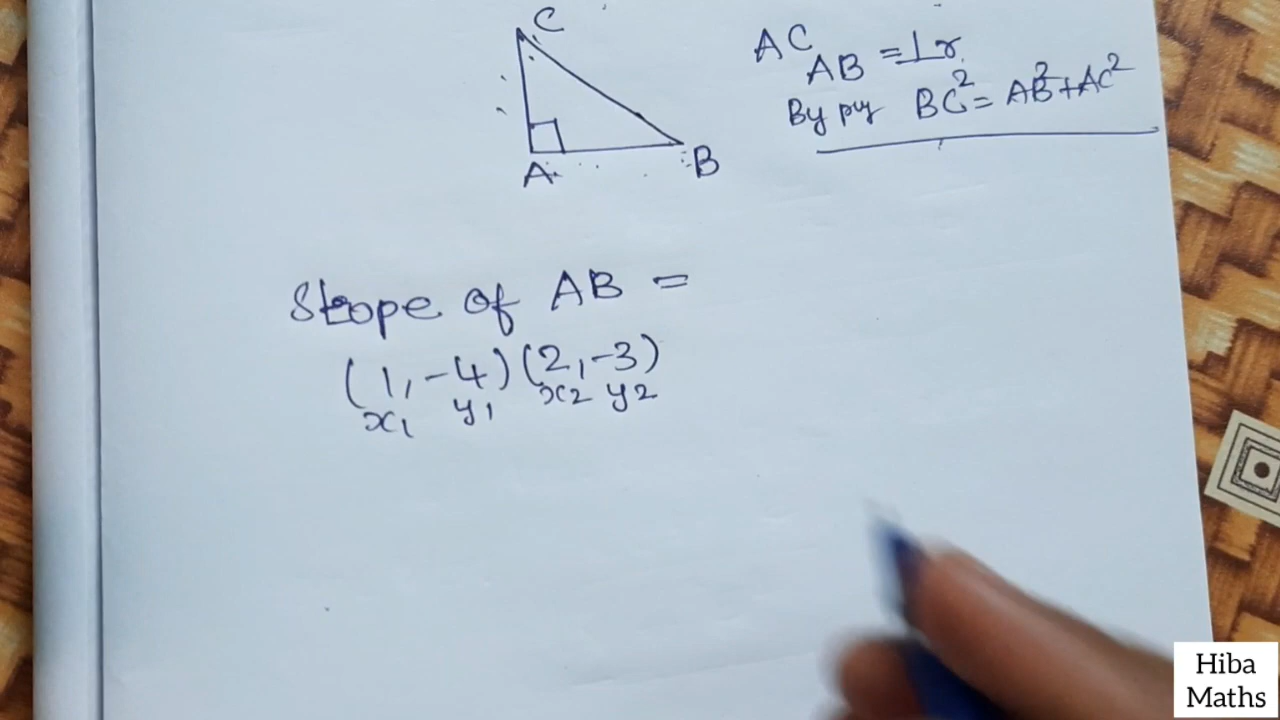 C
A
B
AC
AB = ⊥r
By py BC² = AB² + AC²
Slope of AB =
(1, -4) (2, -3)
x₁ y₁ x₂ y₂
Hiba
Maths